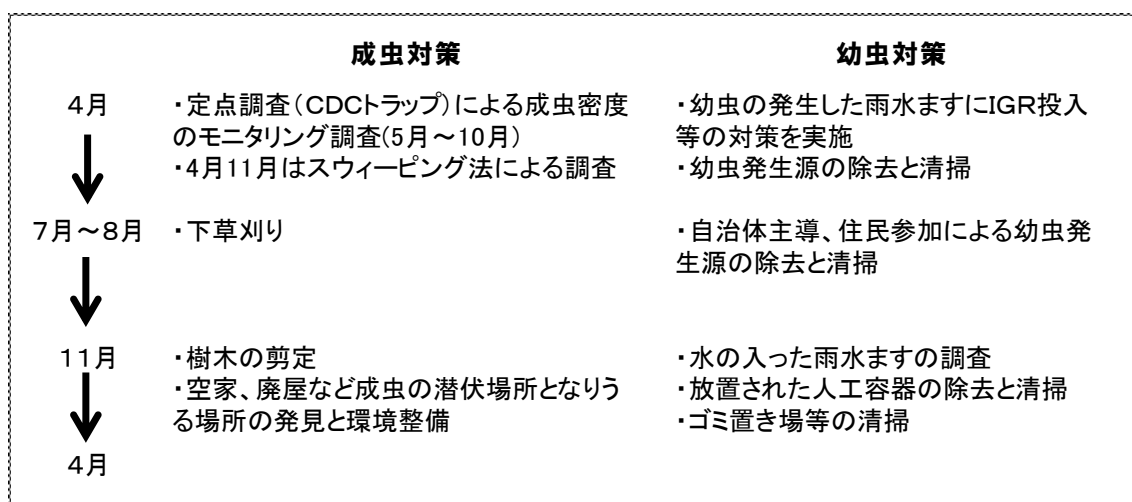 成虫対策 幼虫対策
4月 ・定点調査(CDCトラップ)による成虫密度 ・幼虫の発生した雨水ますにIGR投入
のモニタリング調査(5月~10月) 等の対策を実施
・4月11月はスウィーピング法による調査 ・幼虫発生源の除去と清掃
7月~8月 ・下草刈り ・自治体主導、住民参加による幼虫発
生源の除去と清掃
11月 ・樹木の剪定 ・水の入った雨水ますの調査
・空家、廃屋など成虫の潜伏場所となりう ・放置された人工容器の除去と清掃
る場所の発見と環境整備 ・ゴミ置き場等の清掃
4月